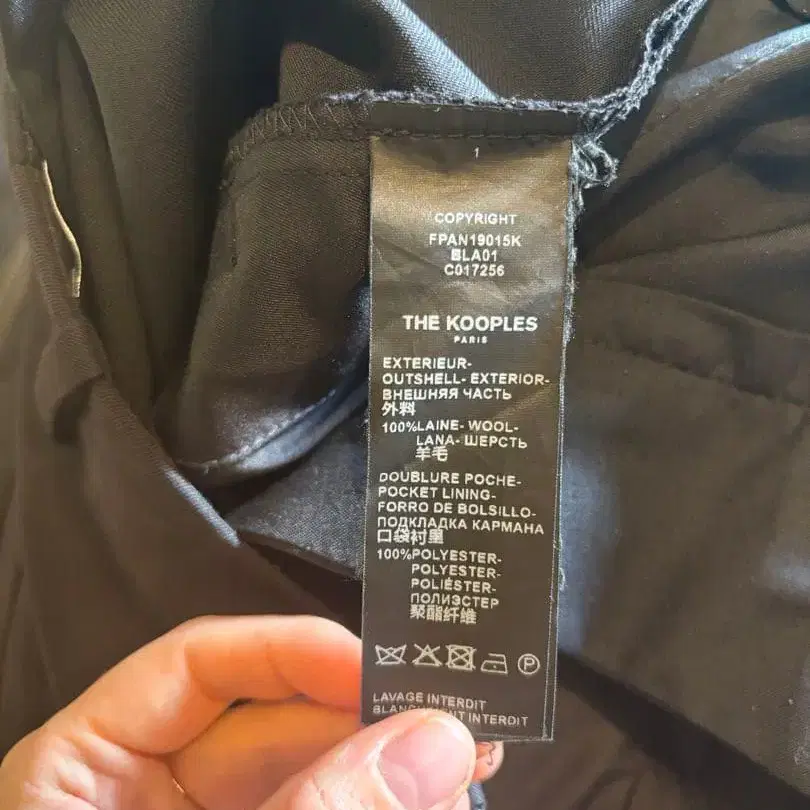 1
COPYRIGHT
FPAN19015K
BLA01
C017256
THE KOOPLES
PARIS
EXTERIEUR-
OUTSHELL- EXTERIOR-
ВНЕШНЯЯ ЧАСТЬ
外料
100%LAINE- WOOL-
LANA- ШЕРСТЬ
羊毛
DOUBLURE POCHE-
POCKET LINING-
FORRO DE BOLSILLO-
ПОДКЛАДКА КАРМАНА
口袋衬里
100%POLYESTER-
POLYESTER-
POLIÉSTER-
ПОЛИЭСТЕР
聚酯纤维
P
LAVAGE INTERDIT
INTERDIT